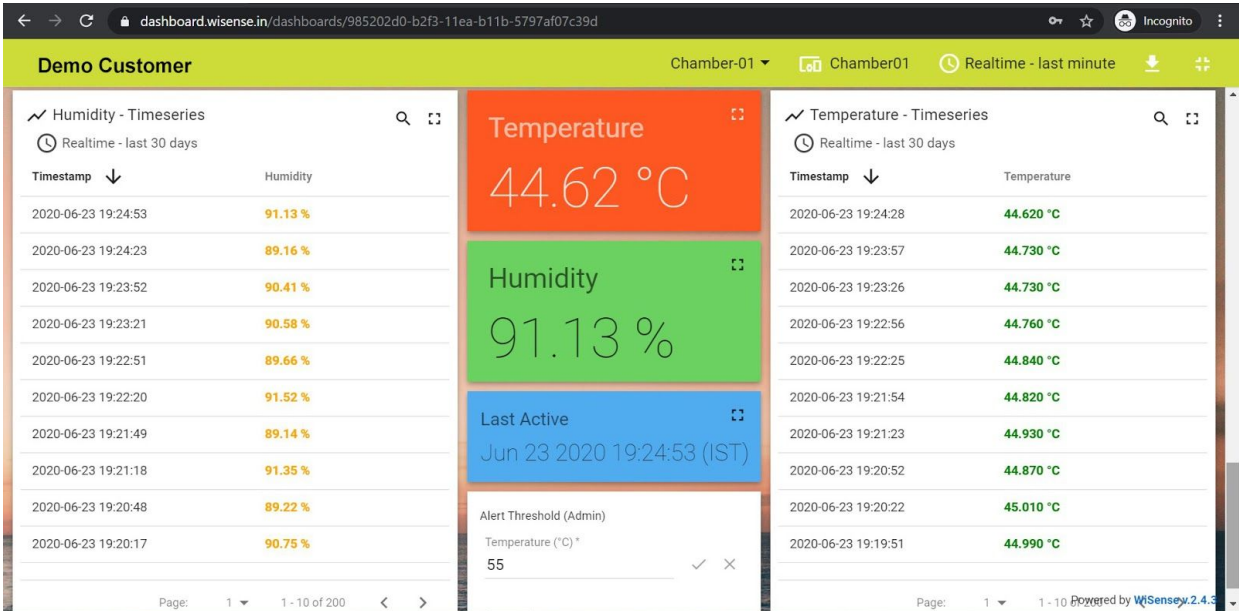 dashboard.wisense.in/dashboards/985202d0-b2f3-11ea-b11b-5797af07c39d
Incognito
Demo Customer
Chamber-01
Chamber01
Realtime - last minute
Humidity - Timeseries
Realtime - last 30 days
Timestamp Humidity
2020-06-23 19:24:53 91.13 %
2020-06-23 19:24:23 89.16 %
2020-06-23 19:23:52 90.41 %
2020-06-23 19:23:21 90.58 %
2020-06-23 19:22:51 89.66 %
2020-06-23 19:22:20 91.52 %
2020-06-23 19:21:49 89.14 %
2020-06-23 19:21:18 91.35 %
2020-06-23 19:20:48 89.22 %
2020-06-23 19:20:17 90.75 %
Page: 1 1 - 10 of 200
Temperature
44.62 °C
Humidity
91.13 %
Last Active
Jun 23 2020 19:24:53 (IST)
Alert Threshold (Admin)
Temperature (°C) *
55
Temperature - Timeseries
Realtime - last 30 days
Timestamp Temperature
2020-06-23 19:24:28 44.620 °C
2020-06-23 19:23:57 44.730 °C
2020-06-23 19:23:26 44.730 °C
2020-06-23 19:22:56 44.760 °C
2020-06-23 19:22:25 44.840 °C
2020-06-23 19:21:54 44.820 °C
2020-06-23 19:21:23 44.930 °C
2020-06-23 19:20:52 44.870 °C
2020-06-23 19:20:22 45.010 °C
2020-06-23 19:19:51 44.990 °C
Page: 1 1 - 10
Powered by WiSense v.2.4.3